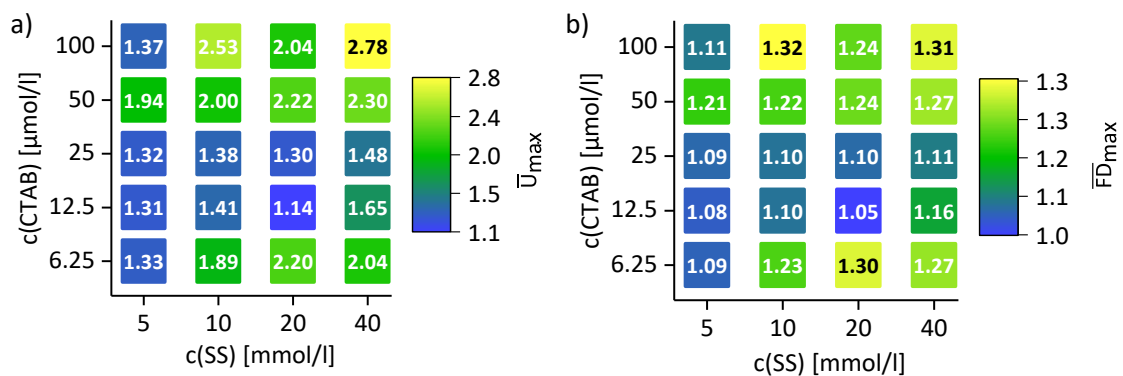 a)
100 1.37 2.53 2.04 2.78
50 1.94 2.00 2.22 2.30
25 1.32 1.38 1.30 1.48
12.5 1.31 1.41 1.14 1.65
6.25 1.33 1.89 2.20 2.04
5 10 20 40
c(SS) [mmol/l]
c(CTAB) [µmol/l]
2.8
2.4
2.0
1.5
1.1
U̅max
b)
100 1.11 1.32 1.24 1.31
50 1.21 1.22 1.24 1.27
25 1.09 1.10 1.10 1.11
12.5 1.08 1.10 1.05 1.16
6.25 1.09 1.23 1.30 1.27
5 10 20 40
c(SS) [mmol/l]
c(CTAB) [µmol/l]
1.3
1.3
1.2
1.1
1.0
F̅D̅max